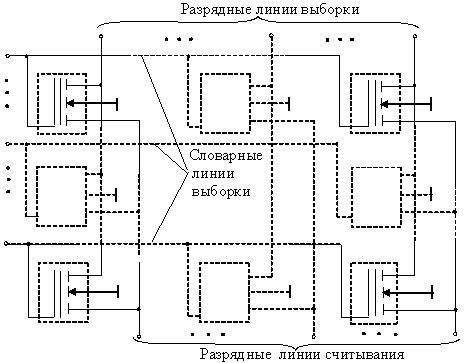 Разрядные линии выборки
Словарные
линии
выборки
Разрядные линии считывания